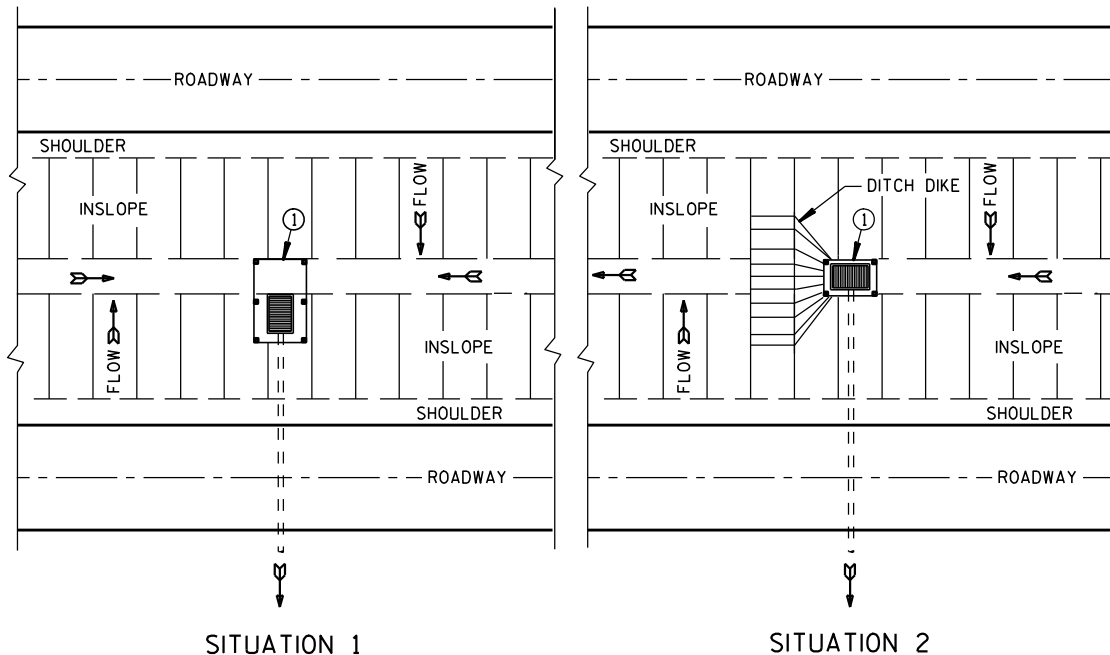 ROADWAY
SHOULDER
FLOW
INSLOPE
1
FLOW
INSLOPE
SHOULDER
ROADWAY
SITUATION 1
ROADWAY
SHOULDER
FLOW
DITCH DIKE
INSLOPE
1
FLOW
INSLOPE
SHOULDER
ROADWAY
SITUATION 2